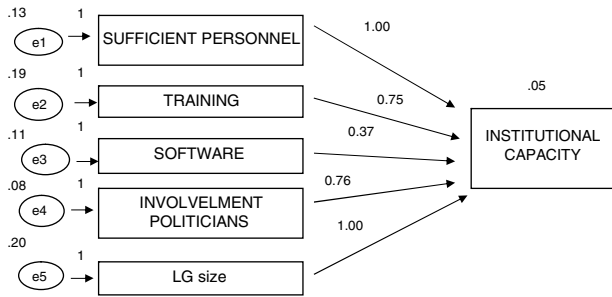 .13
1
e1
SUFFICIENT PERSONNEL
1.00
.19
1
e2
TRAINING
0.75
.05
.11
1
e3
SOFTWARE
0.37
INSTITUTIONAL
CAPACITY
.08
1
e4
INVOLVELMENT
POLITICIANS
0.76
.20
1
e5
LG size
1.00